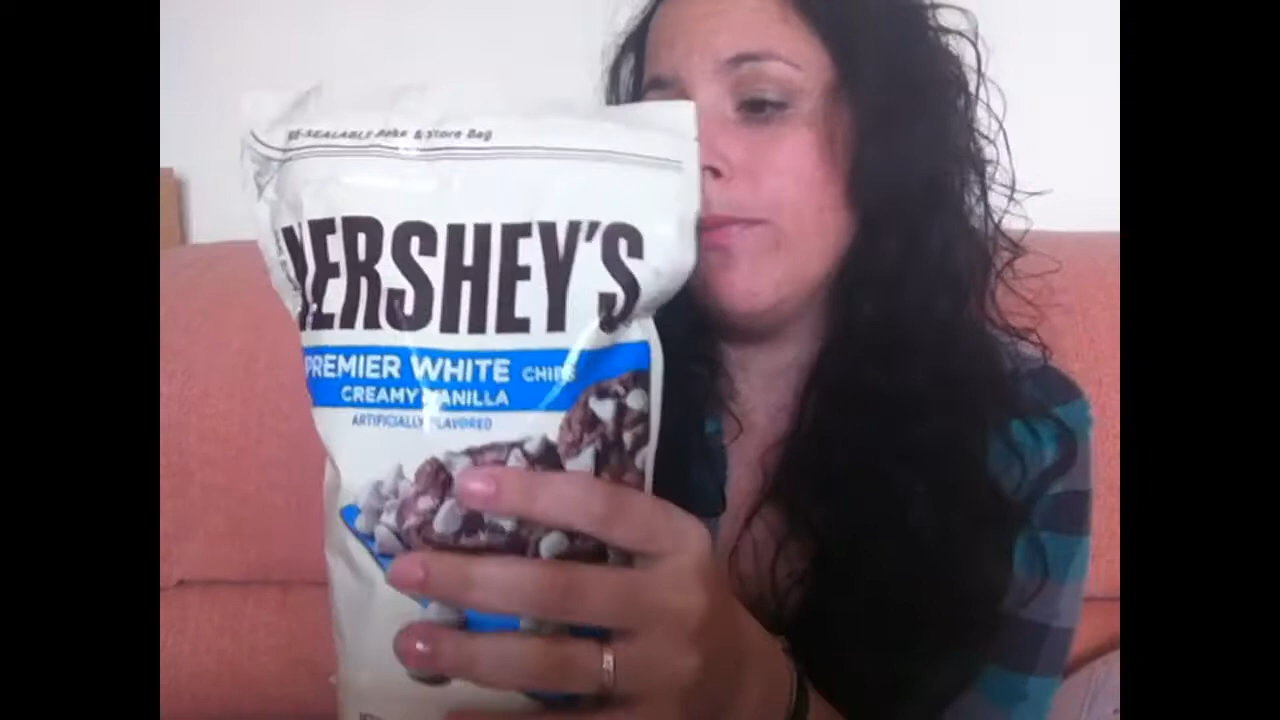 RE-SEALABLE Bake & Store Bag
HERSHEY'S
PREMIER WHITE CHIPS
CREAMY VANILLA
ARTIFICIALLY FLAVORED